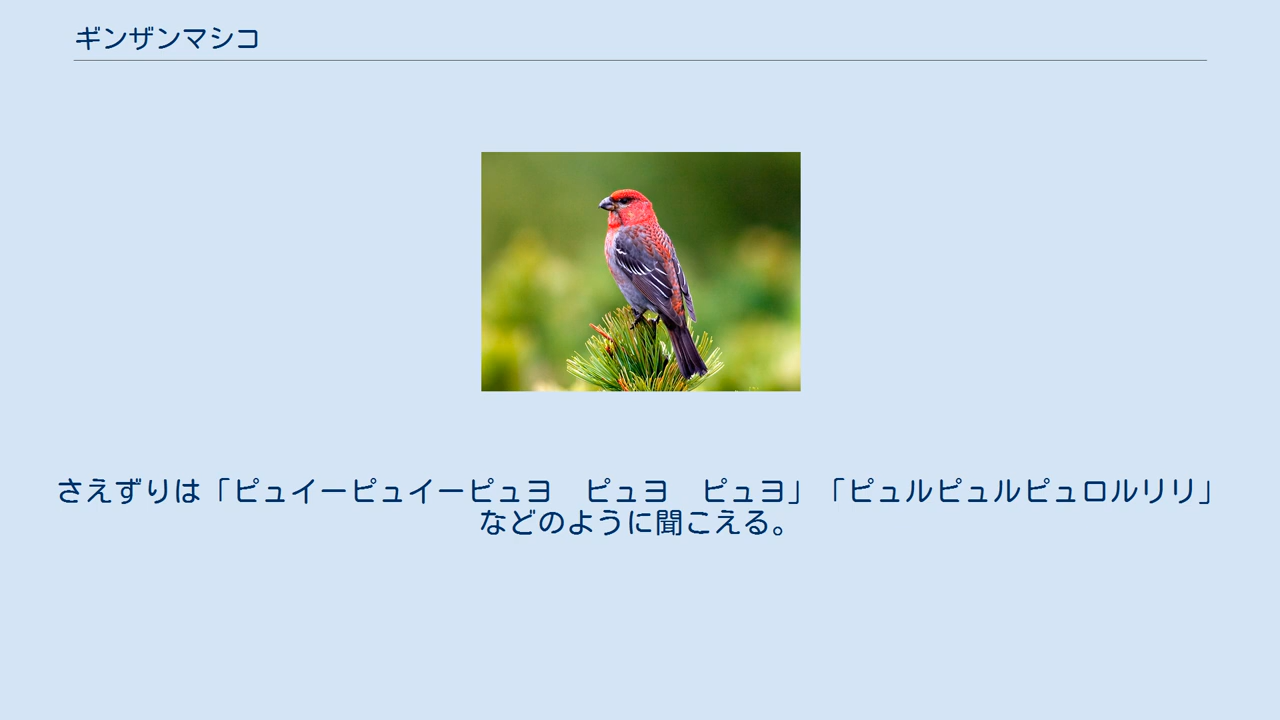 ギンザンマシコ
さえずりは「ピュイーピュイーピュヨ　ピュヨ　ピュヨ」「ピュルピュルピュロルリリ」
などのように聞こえる。